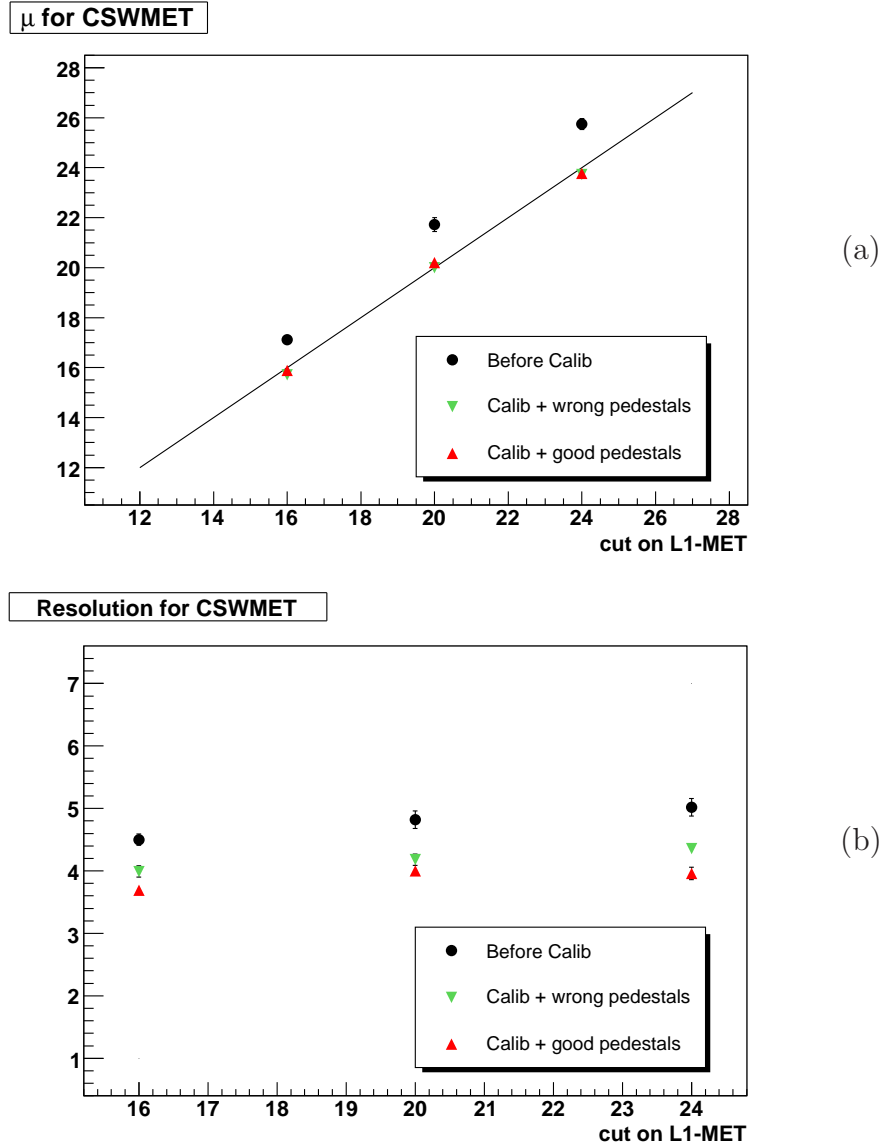 μ for CSWMET
28
26
24
22
20
18
16
14
12
Before Calib
Calib + wrong pedestals
Calib + good pedestals
12 14 16 18 20 22 24 26 28
cut on L1-MET
(a)
Resolution for CSWMET
7
6
5
4
3
2
1
Before Calib
Calib + wrong pedestals
Calib + good pedestals
16 17 18 19 20 21 22 23 24
cut on L1-MET
(b)